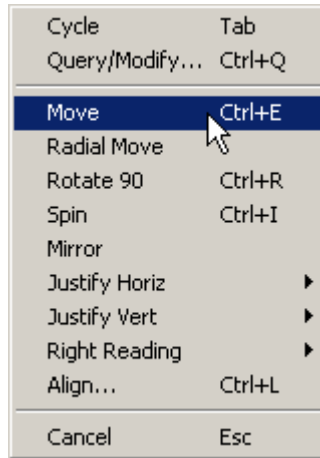 Cycle Tab
Query/Modify... Ctrl+Q
Move Ctrl+E
Radial Move
Rotate 90 Ctrl+R
Spin Ctrl+I
Mirror
Justify Horiz
Justify Vert
Right Reading
Align... Ctrl+L
Cancel Esc